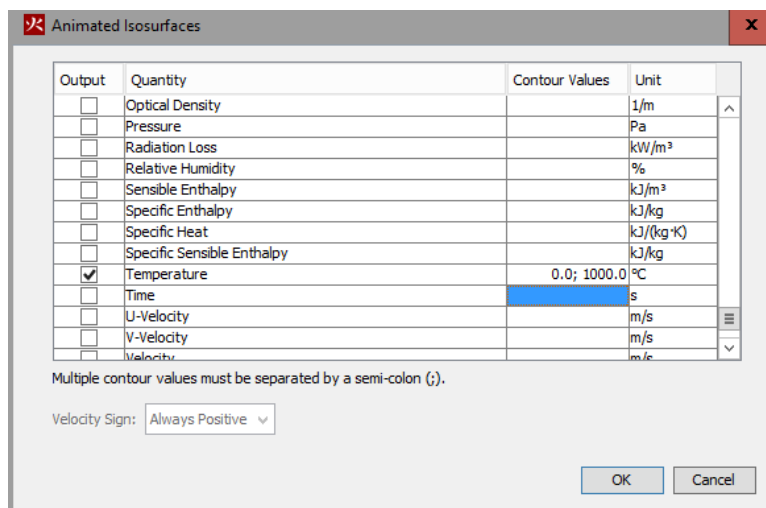 Animated Isosurfaces
x
Output Quantity Contour Values Unit
Optical Density 1/m
Pressure Pa
Radiation Loss kW/m³
Relative Humidity %
Sensible Enthalpy kJ/m³
Specific Enthalpy kJ/kg
Specific Heat kJ/(kg·K)
Specific Sensible Enthalpy kJ/kg
Temperature 0.0; 1000.0 °C
Time s
U-Velocity m/s
V-Velocity m/s
Velocity m/s
Multiple contour values must be separated by a semi-colon (;).
Velocity Sign: Always Positive
OK Cancel